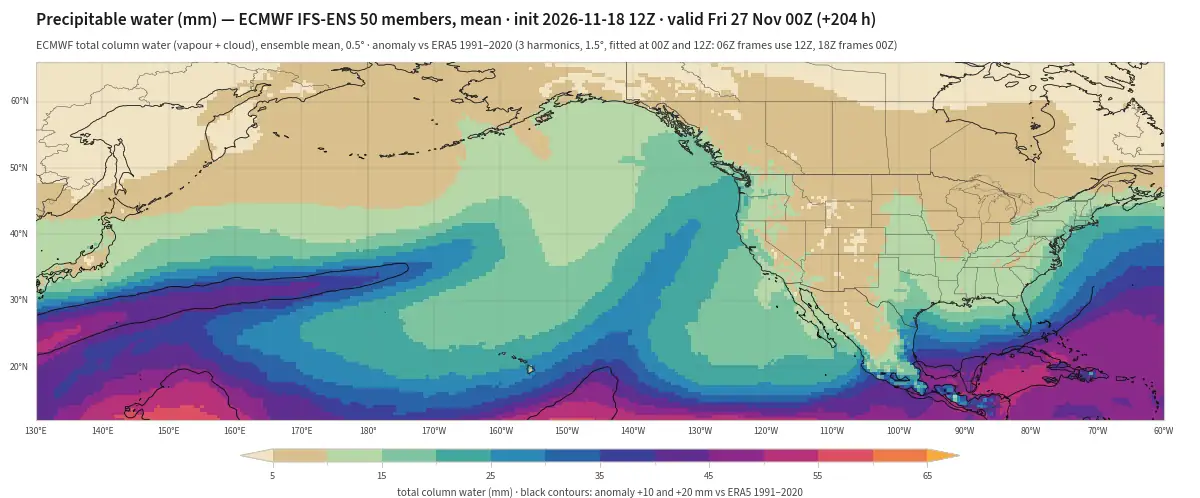 Precipitable water (mm) — ECMWF IFS-ENS 50 members, mean · init 2026-11-18 12Z · valid Fri 27 Nov 00Z (+204 h)
ECMWF total column water (vapour + cloud), ensemble mean, 0.5° · anomaly vs ERA5 1991–2020 (3 harmonics, 1.5°, fitted at 00Z and 12Z: 06Z frames use 12Z, 18Z frames 00Z)
60°N
50°N
40°N
30°N
20°N
130°E 140°E 150°E 160°E 170°E 180° 170°W 160°W 150°W 140°W 130°W 120°W 110°W 100°W 90°W 80°W 70°W 60°W
5 15 25 35 45 55 65
total column water (mm) · black contours: anomaly +10 and +20 mm vs ERA5 1991–2020